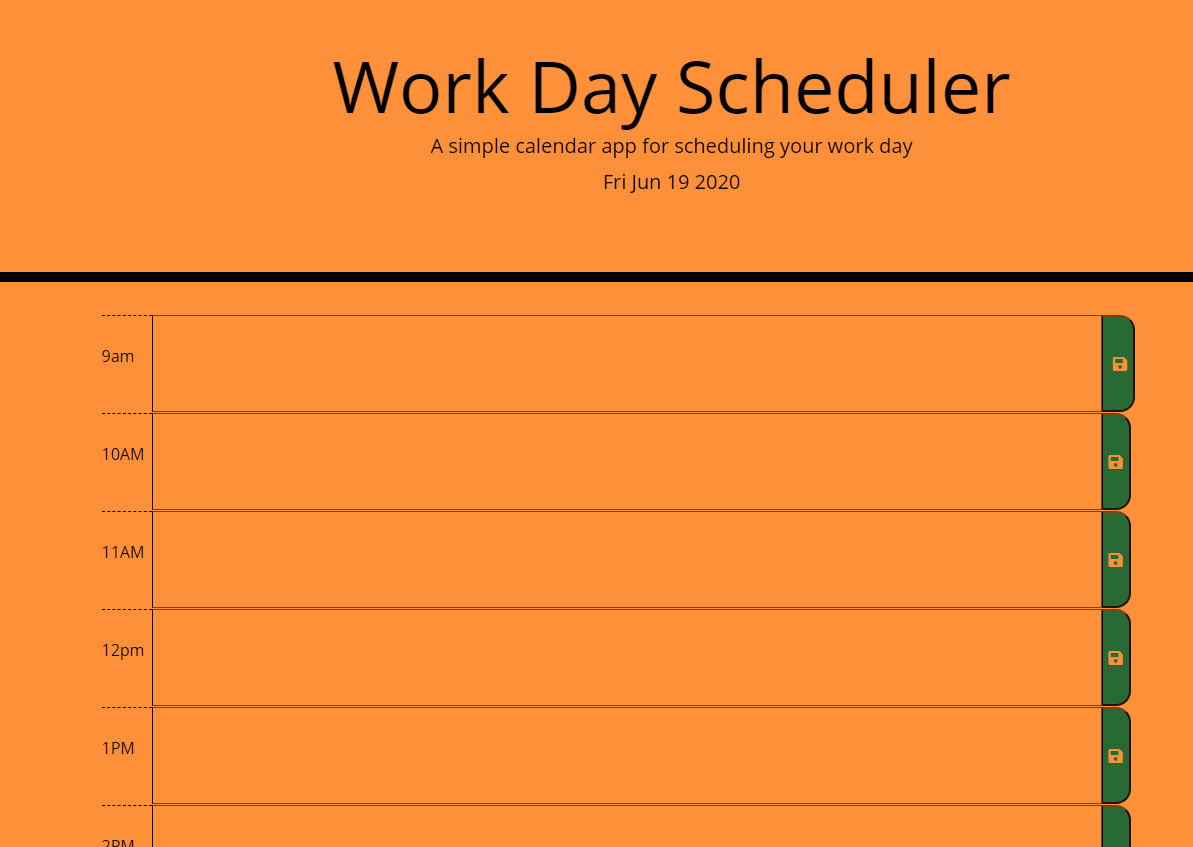 Work Day Scheduler
A simple calendar app for scheduling your work day
Fri Jun 19 2020
9am
10AM
11AM
12pm
1PM
2PM